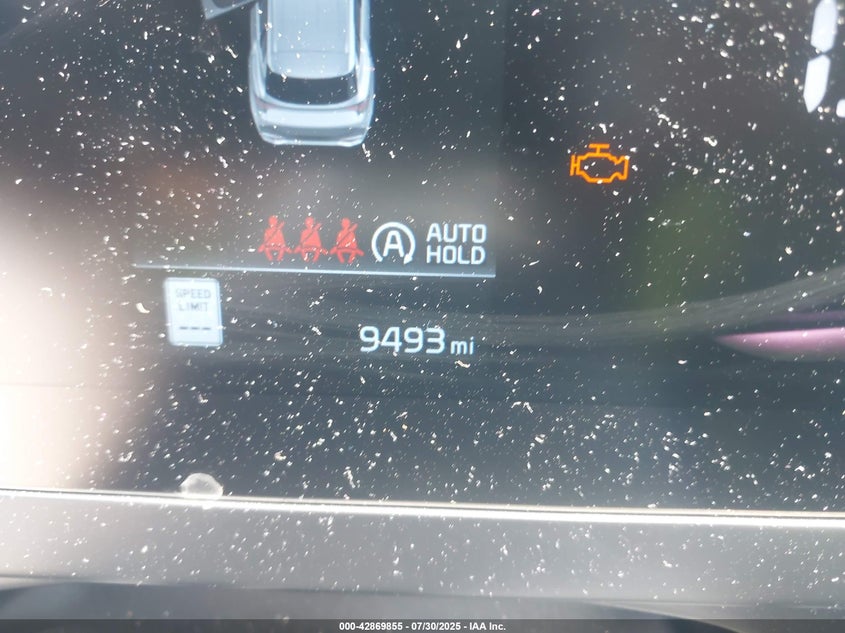 A AUTO
HOLD
SPEED
LIMIT
---
9493 mi
000-42869855 - 07/30/2025 - IAA Inc.